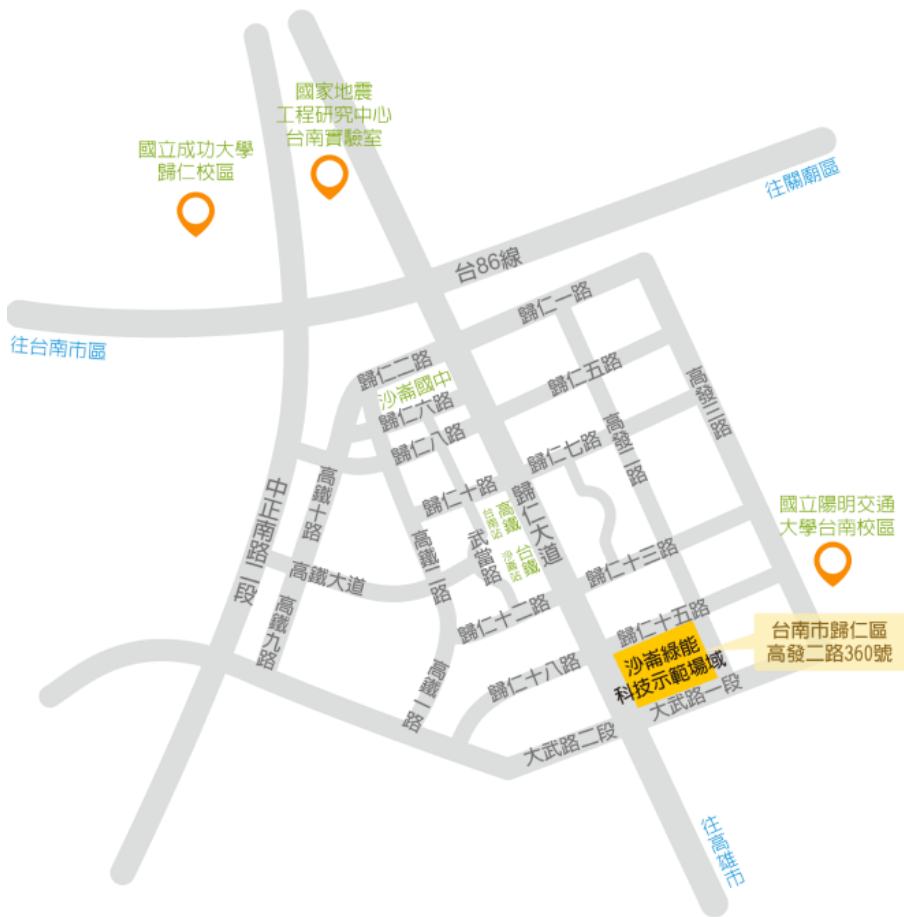 國家地震
工程研究中心
台南實驗室
國立成功大學
歸仁校區
往關廟區
台86線
往台南市區
歸仁一路
歸仁二路
沙崙國中
歸仁六路
歸仁五路
高發三路
歸仁八路
歸仁七路
高發二路
高鐵十路
歸仁十路
歸仁大道
中正南路二段
高鐵
台南站
台鐵
沙崙站
武當路
高鐵二路
國立陽明交通
大學台南校區
高鐵大道
歸仁十三路
高鐵九路
歸仁十二路
歸仁十五路
台南市歸仁區
高發二路360號
沙崙綠能
科技示範場域
高鐵一路
歸仁十八路
大武路一段
大武路二段
往高雄市